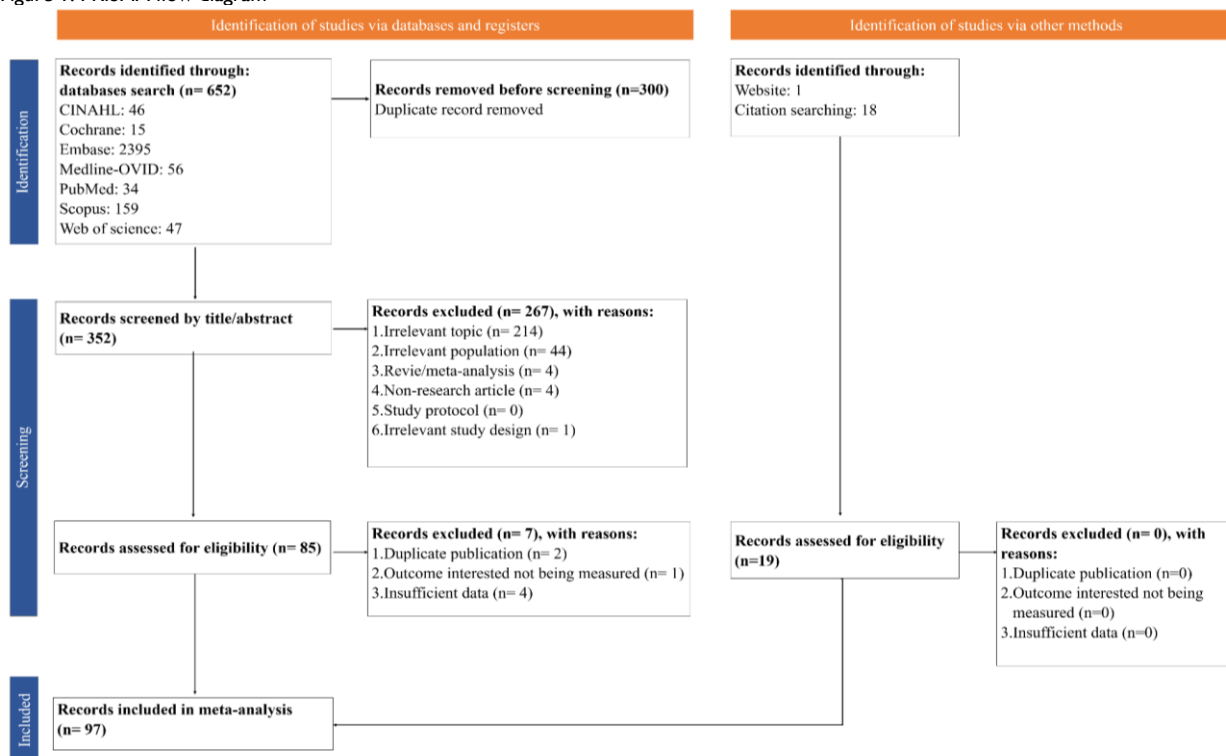 Identification of studies via databases and registers
Identification of studies via other methods
Identification
Records identified through:
databases search (n= 652)
CINAHL: 46
Cochrane: 15
Embase: 2395
Medline-OVID: 56
PubMed: 34
Scopus: 159
Web of science: 47
Records removed before screening (n=300)
Duplicate record removed
Records identified through:
Website: 1
Citation searching: 18
Screening
Records screened by title/abstract
(n= 352)
Records excluded (n= 267), with reasons:
1.Irrelevant topic (n= 214)
2.Irrelevant population (n= 44)
3.Revie/meta-analysis (n= 4)
4.Non-research article (n= 4)
5.Study protocol (n= 0)
6.Irrelevant study design (n= 1)
Records assessed for eligibility (n= 85)
Records excluded (n= 7), with reasons:
1.Duplicate publication (n= 2)
2.Outcome interested not being measured (n= 1)
3.Insufficient data (n= 4)
Records assessed for eligibility
(n=19)
Records excluded (n= 0), with
reasons:
1.Duplicate publication (n=0)
2.Outcome interested not being
measured (n=0)
3.Insufficient data (n=0)
Included
Records included in meta-analysis
(n= 97)